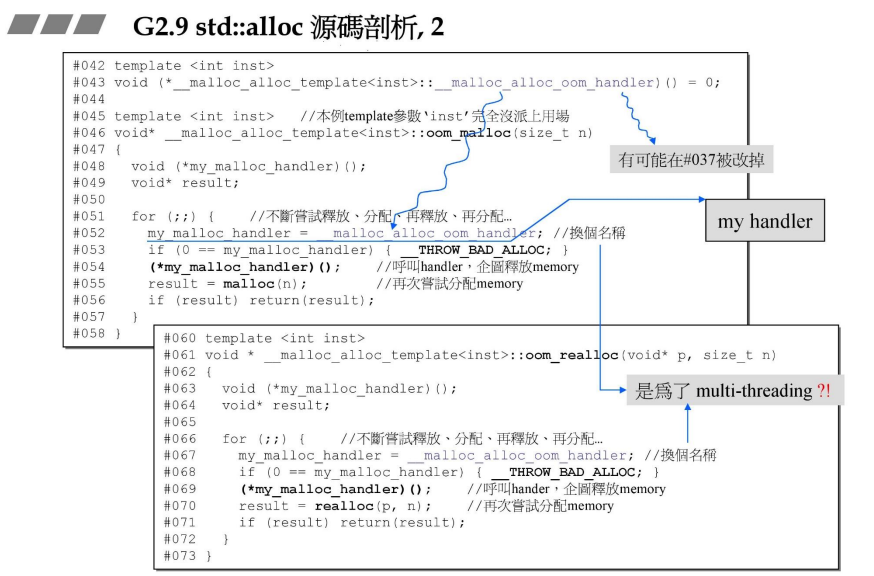 G2.9 std::alloc 源碼剖析, 2
#042 template <int inst>
#043 void (*__malloc_alloc_template<inst>::__malloc_alloc_oom_handler)() = 0;
#044
#045 template <int inst>   //本例template參數‵inst′完全沒派上用場
#046 void* __malloc_alloc_template<inst>::oom_malloc(size_t n)
#047 {
#048   void (*my_malloc_handler)();
#049   void* result;
#050
#051   for (;;) {    //不斷嘗試釋放、分配、再釋放、再分配…
#052     my_malloc_handler = __malloc_alloc_oom_handler; //換個名稱
#053     if (0 == my_malloc_handler) { __THROW_BAD_ALLOC; }
#054     (*my_malloc_handler)();    //呼叫handler，企圖釋放memory
#055     result = malloc(n);        //再次嘗試分配memory
#056     if (result) return(result);
#057   }
#058 }
有可能在#037被改掉
my handler
#060 template <int inst>
#061 void * __malloc_alloc_template<inst>::oom_realloc(void* p, size_t n)
#062 {
#063   void (*my_malloc_handler)();
#064   void* result;
#065
#066   for (;;) {    //不斷嘗試釋放、分配、再釋放、再分配…
#067     my_malloc_handler = __malloc_alloc_oom_handler; //換個名稱
#068     if (0 == my_malloc_handler) { __THROW_BAD_ALLOC; }
#069     (*my_malloc_handler)();    //呼叫hander，企圖釋放memory
#070     result = realloc(p, n);    //再次嘗試分配memory
#071     if (result) return(result);
#072   }
#073 }
是爲了 multi-threading ?!